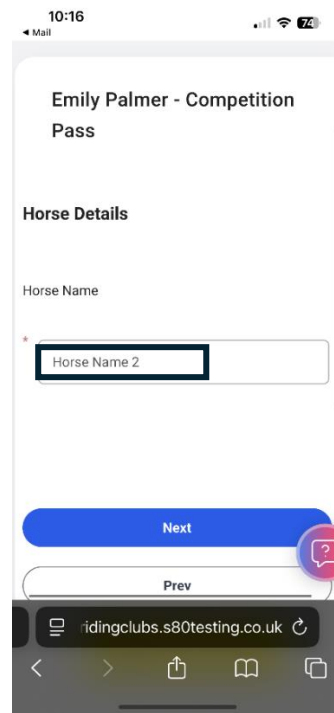 10:16
74
◄ Mail
Emily Palmer - Competition
Pass
Horse Details
Horse Name
*
Horse Name 2
Next
?
Prev
ridingclubs.s80testing.co.uk